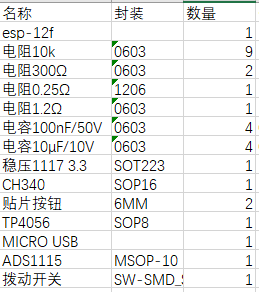 名称 封装 数量
esp-12f 1
电阻10k 0603 9
电阻300Ω 0603 2
电阻0.25Ω 1206 1
电阻1.2Ω 0603 1
电容100nF/50V 0603 4
电容10μF/10V 0603 4
稳压1117 3.3 SOT223 1
CH340 SOP16 1
贴片按钮 6MM 2
TP4056 SOP8 1
MICRO USB 1
ADS1115 MSOP-10 1
拨动开关 SW-SMD_ 1